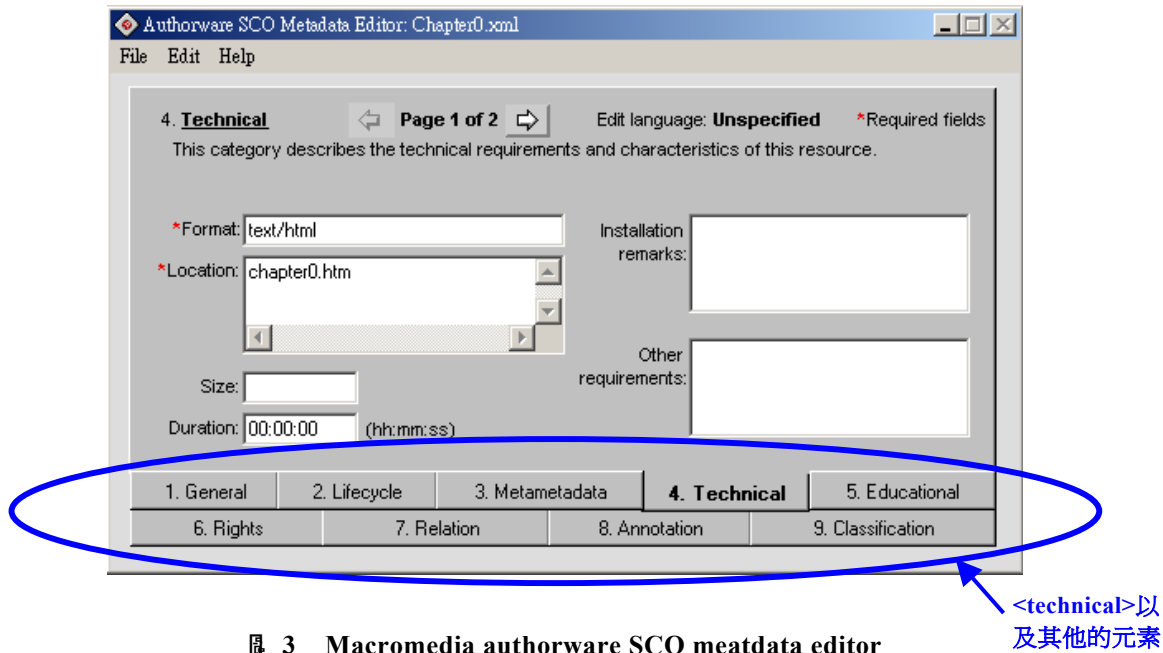 Authorware SCO Metadata Editor: Chapter0.xml
File Edit Help
4. Technical Page 1 of 2 Edit language: Unspecified *Required fields
This category describes the technical requirements and characteristics of this resource.
*Format: text/html
Installation remarks:
*Location: chapter0.htm
Other requirements:
Size:
Duration: 00:00:00 (hh:mm:ss)
1. General 2. Lifecycle 3. Metametadata 4. Technical 5. Educational
6. Rights 7. Relation 8. Annotation 9. Classification
<technical>以
及其他的元素
3 Macromedia authorware SCO meatdata editor